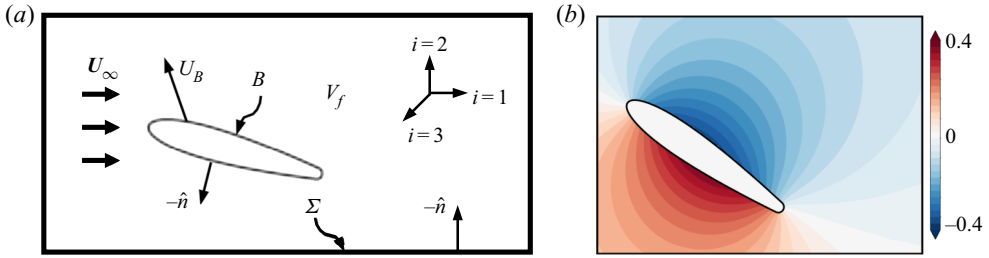 (a)
U∞
U_B
B
V_f
i = 2
i = 1
i = 3
−n̂
Σ
−n̂
(b)
0.4
0
−0.4